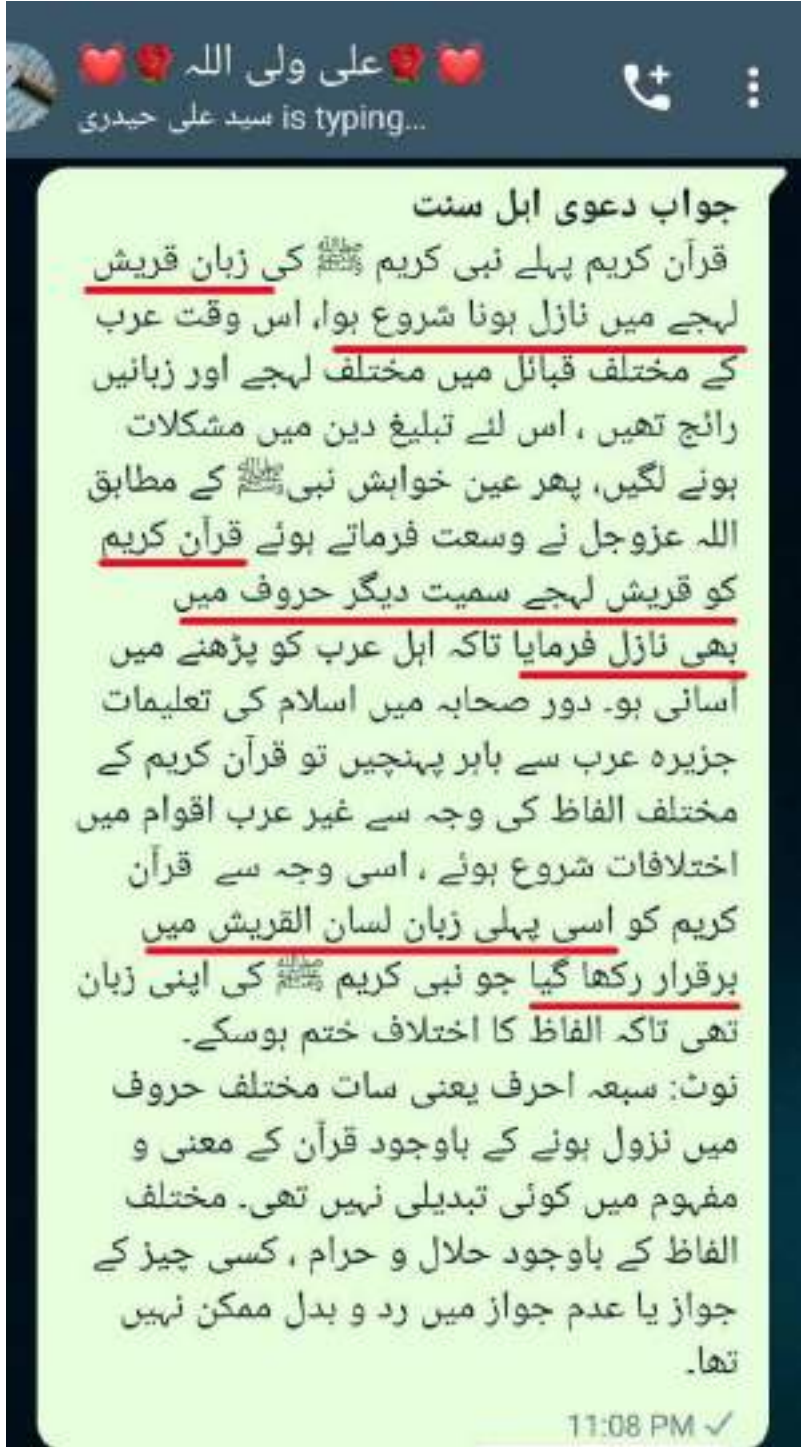 💓🌹علی ولی اللہ 🌹💓
سید علی حیدری is typing...
جواب دعوی اہل سنت
قرآن کریم پہلے نبی کریم ﷺ کی زبان قریش
لہجے میں نازل ہونا شروع ہوا، اس وقت عرب
کے مختلف قبائل میں مختلف لہجے اور زبانیں
رائج تھیں ، اس لئے تبلیغ دین میں مشکلات
ہونے لگیں، پھر عین خواہش نبیﷺ کے مطابق
اللہ عزوجل نے وسعت فرماتے ہوئے قرآن کریم
کو قریش لہجے سمیت دیگر حروف میں
بھی نازل فرمایا تاکہ اہل عرب کو پڑھنے میں
آسانی ہو۔ دور صحابہ میں اسلام کی تعلیمات
جزیرہ عرب سے باہر پہنچیں تو قرآن کریم کے
مختلف الفاظ کی وجہ سے غیر عرب اقوام میں
اختلافات شروع ہوئے ، اسی وجہ سے قرآن
کریم کو اسی پہلی زبان لسان القریش میں
برقرار رکھا گیا جو نبی کریم ﷺ کی اپنی زبان
تھی تاکہ الفاظ کا اختلاف ختم ہوسکے۔
نوٹ: سبعہ احرف یعنی سات مختلف حروف
میں نزول ہونے کے باوجود قرآن کے معنی و
مفہوم میں کوئی تبدیلی نہیں تھی۔ مختلف
الفاظ کے باوجود حلال و حرام ، کسی چیز کے
جواز یا عدم جواز میں رد و بدل ممکن نہیں
تھا۔
11:08 PM ✓